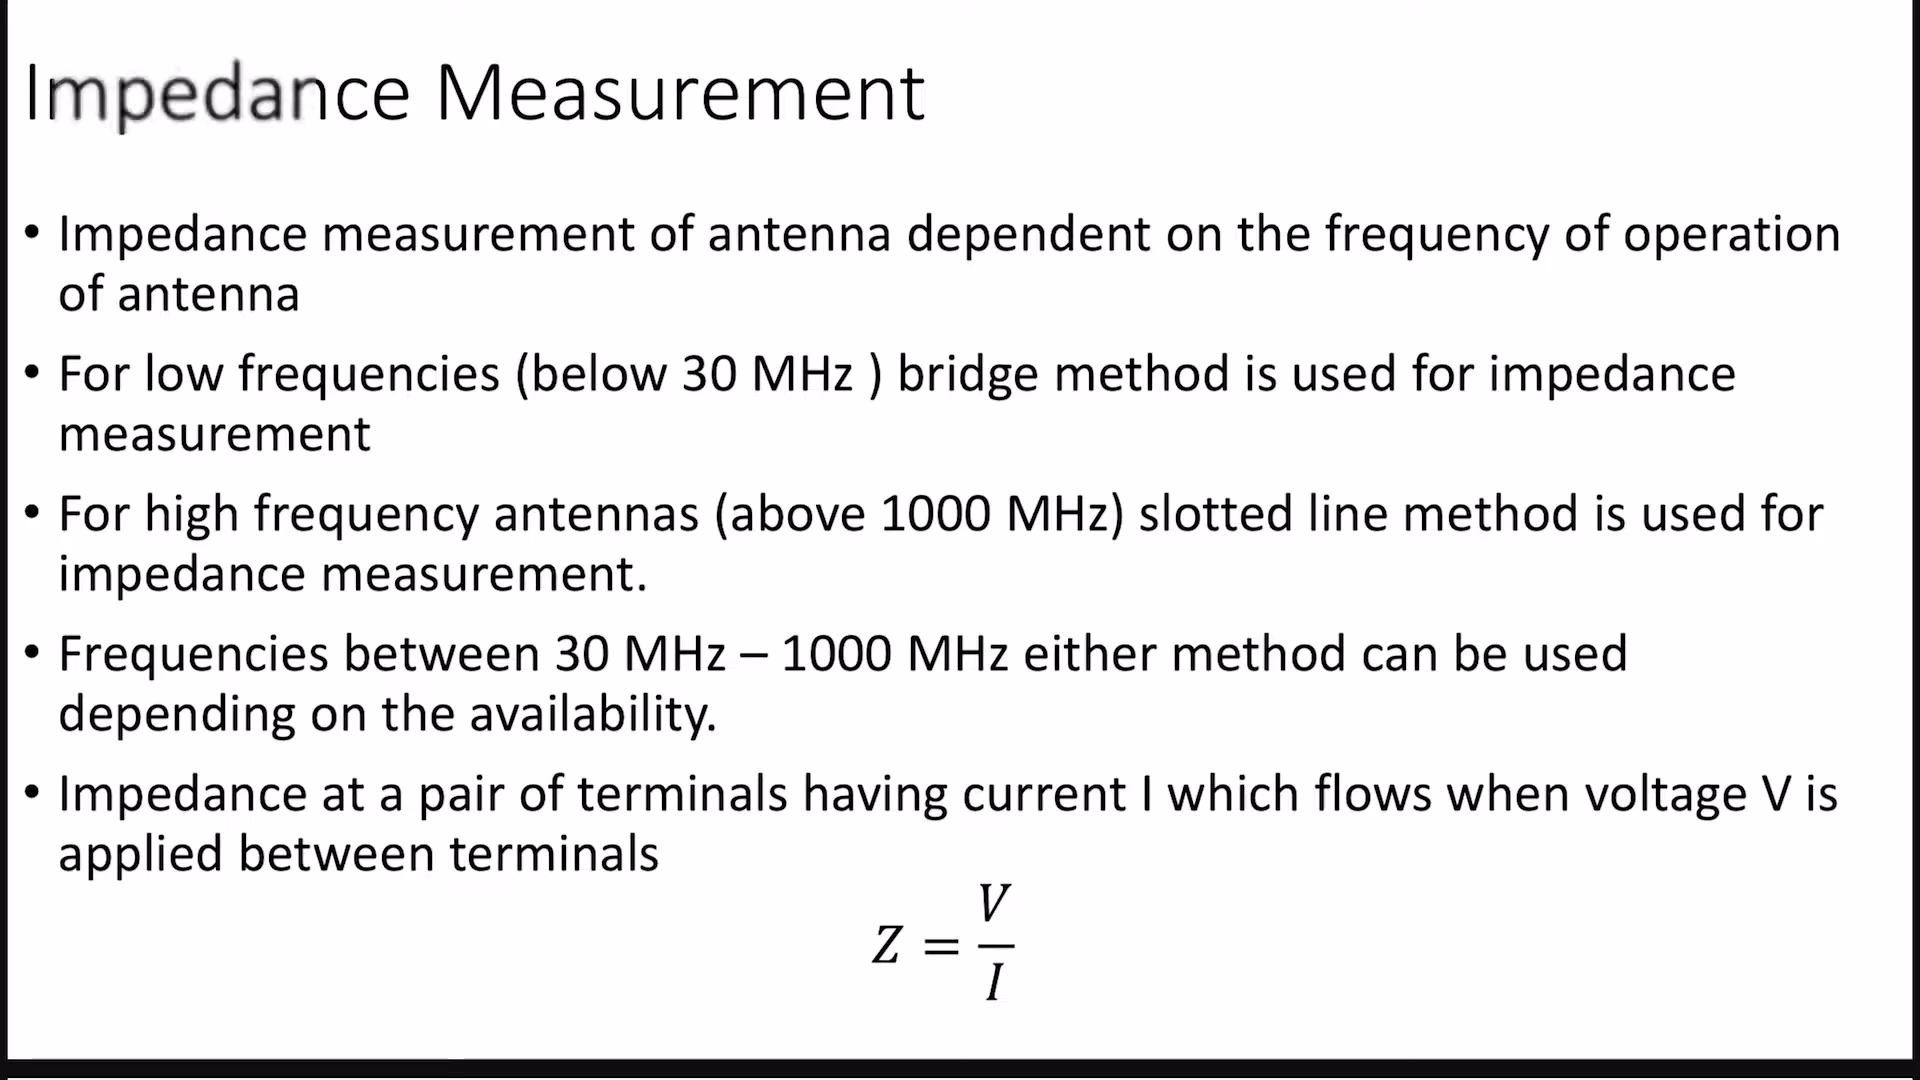 Impedance Measurement
• Impedance measurement of antenna dependent on the frequency of operation
of antenna
• For low frequencies (below 30 MHz ) bridge method is used for impedance
measurement
• For high frequency antennas (above 1000 MHz) slotted line method is used for
impedance measurement.
• Frequencies between 30 MHz – 1000 MHz either method can be used
depending on the availability.
• Impedance at a pair of terminals having current I which flows when voltage V is
applied between terminals
Z = V/I